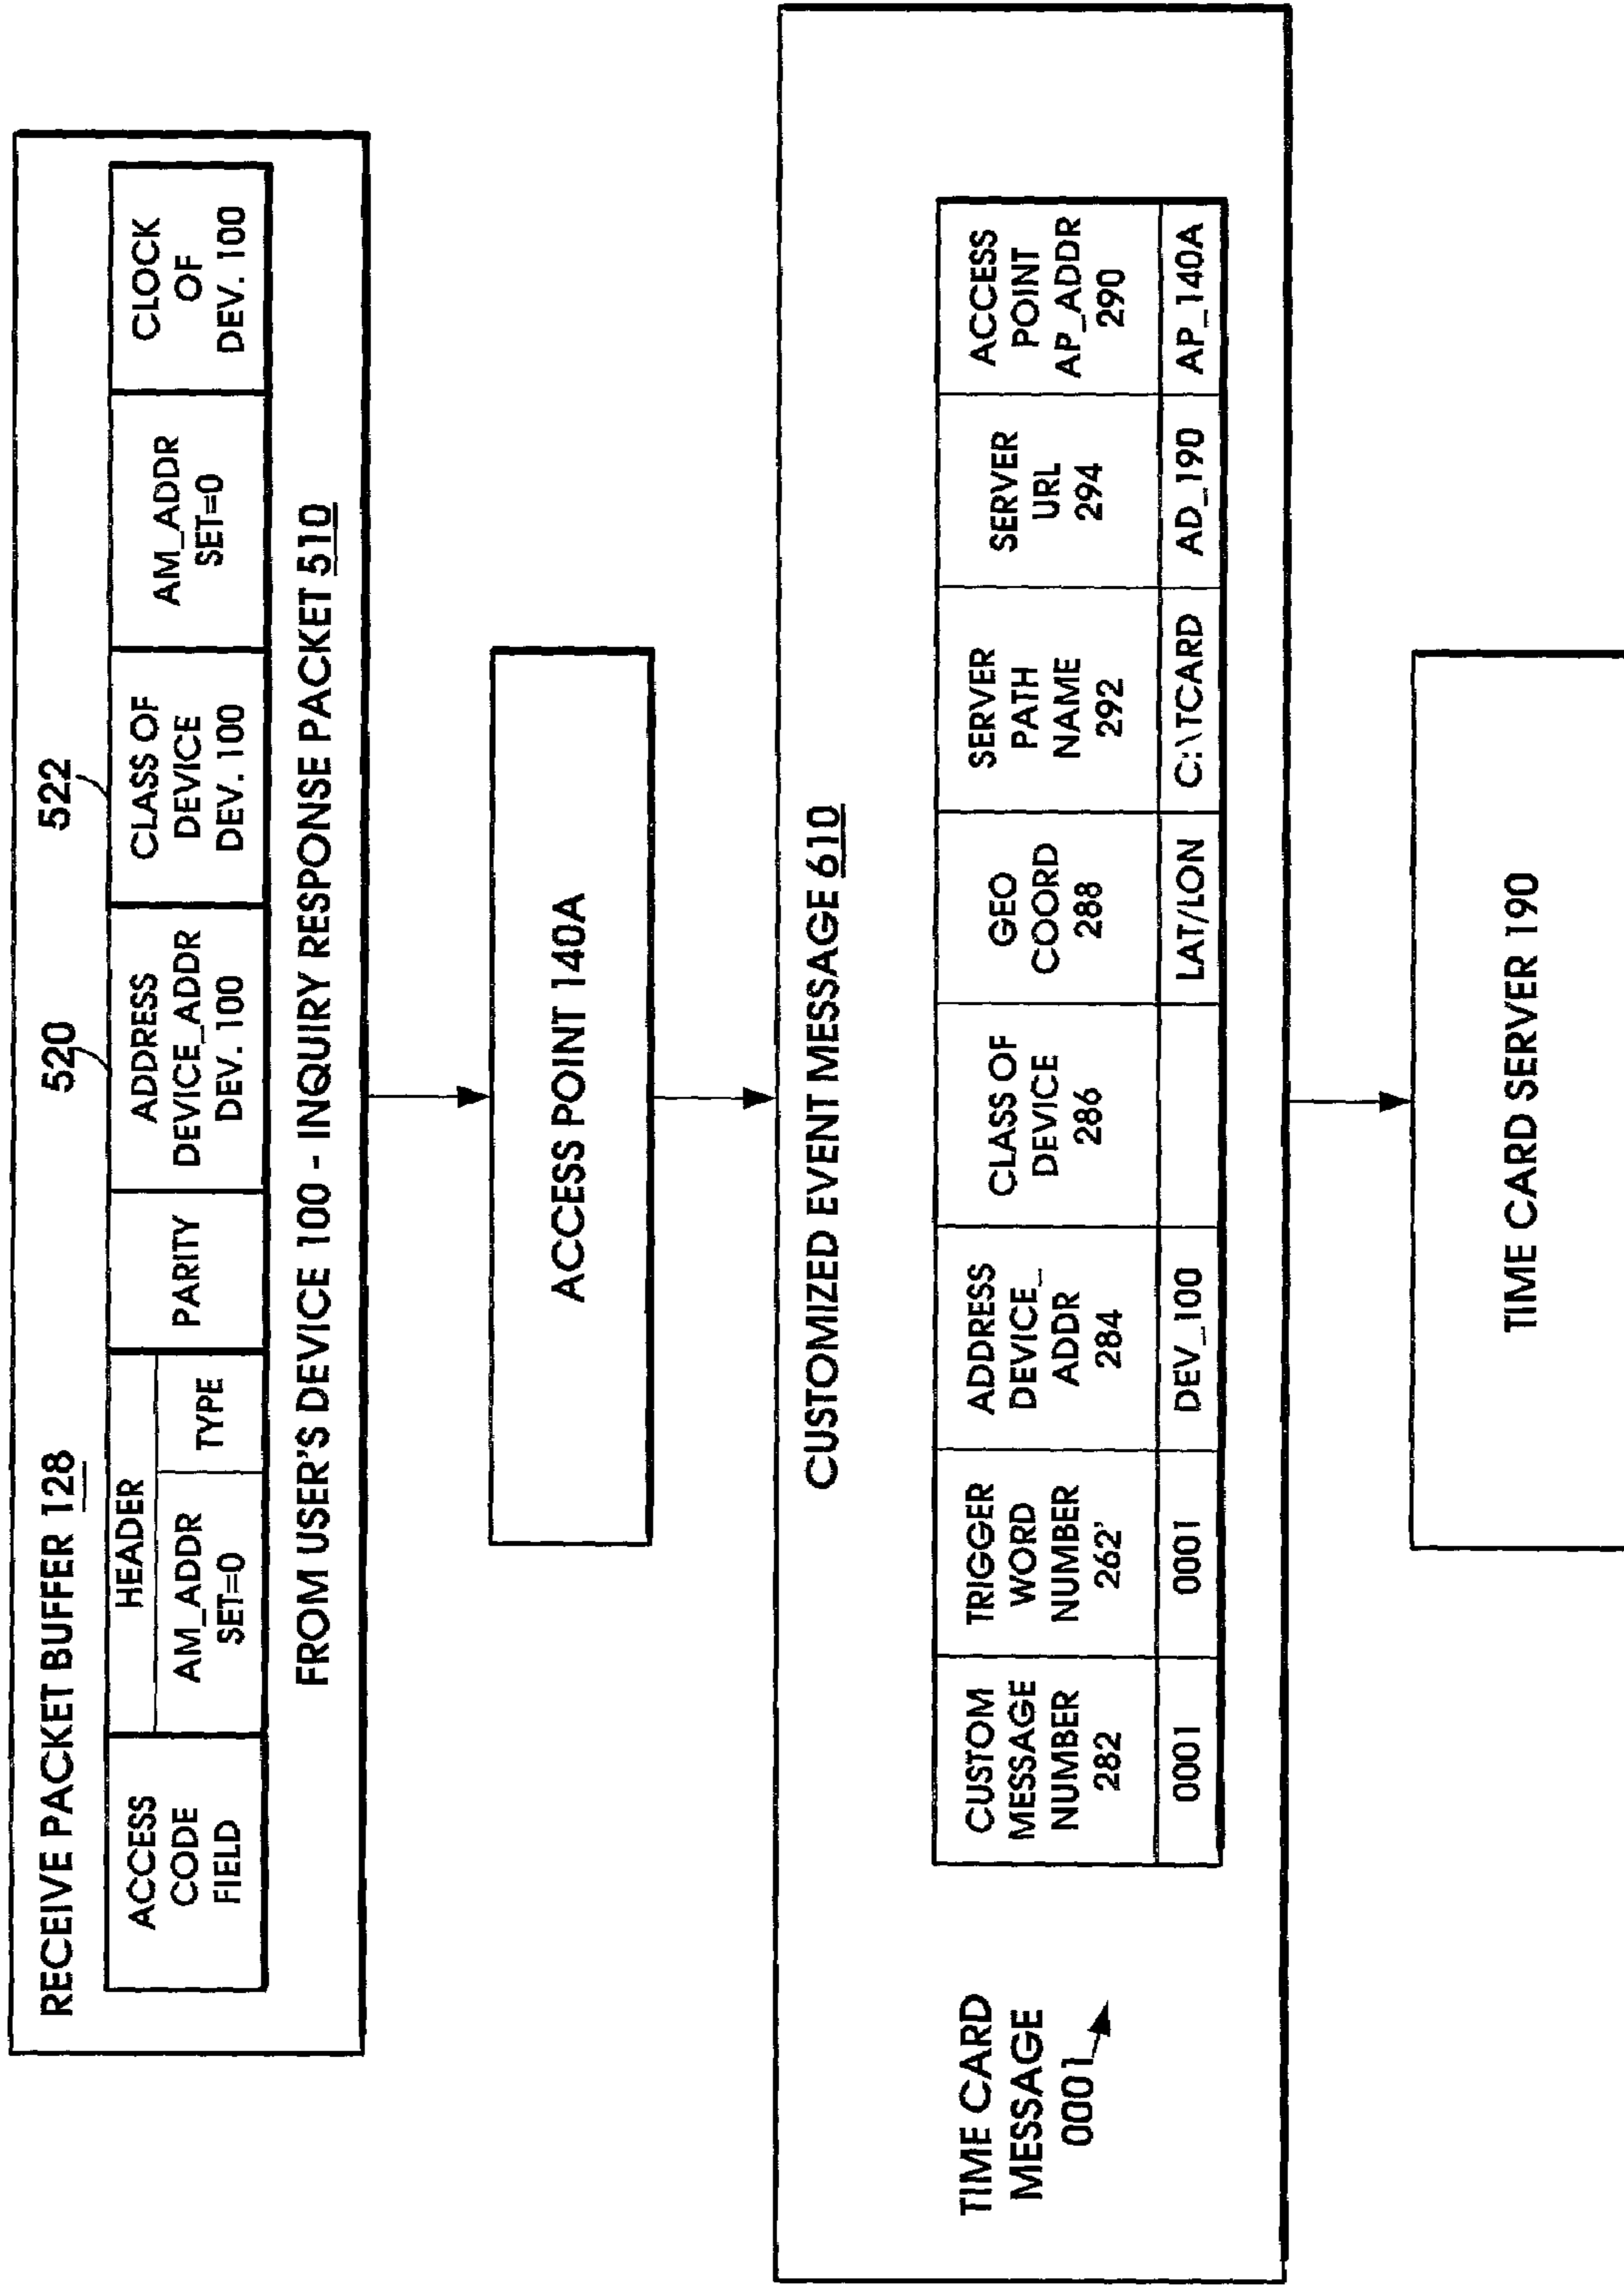 RECEIVE PACKET BUFFER 128
520
522
ACCESS
CODE
FIELD
HEADER
AM_ADDR
SET=0
TYPE
PARITY
ADDRESS
DEVICE_ADDR
DEV. 100
CLASS OF
DEVICE
DEV. 100
AM_ADDR
SET=0
CLOCK
OF
DEV. 100
FROM USER'S DEVICE 100 - INQUIRY RESPONSE PACKET 510
ACCESS POINT 140A
CUSTOMIZED EVENT MESSAGE 610
TIME CARD
MESSAGE
0001
CUSTOM
MESSAGE
NUMBER
282
TRIGGER
WORD
NUMBER
262'
ADDRESS
DEVICE_
ADDR
284
CLASS OF
DEVICE
286
GEO
COORD
288
SERVER
PATH
NAME
292
SERVER
URL
294
ACCESS
POINT
AP_ADDR
290
0001
0001
DEV_100
LAT/LON
C:\TCARD
AD_190
AP_140A
TIME CARD SERVER 190